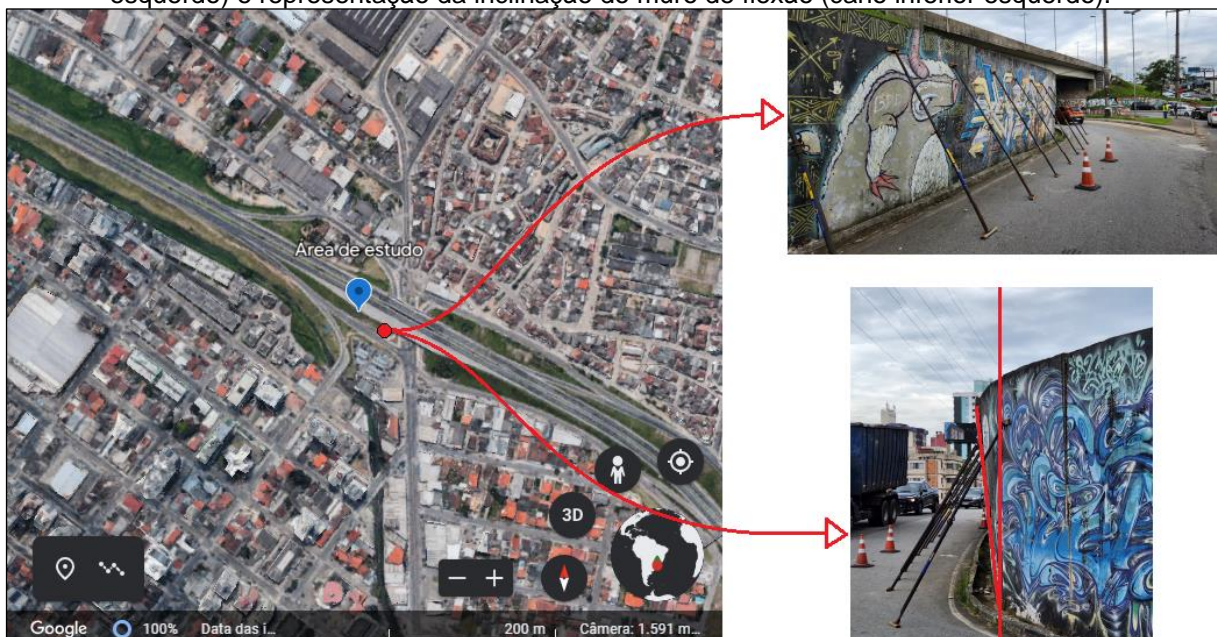 esquerdo) e representação da inclinação do muro de flexão (canto inferior esquerdo).
Área de estudo
3D
Google
100%
Data das i...
200 m
Câmera: 1.591 m...